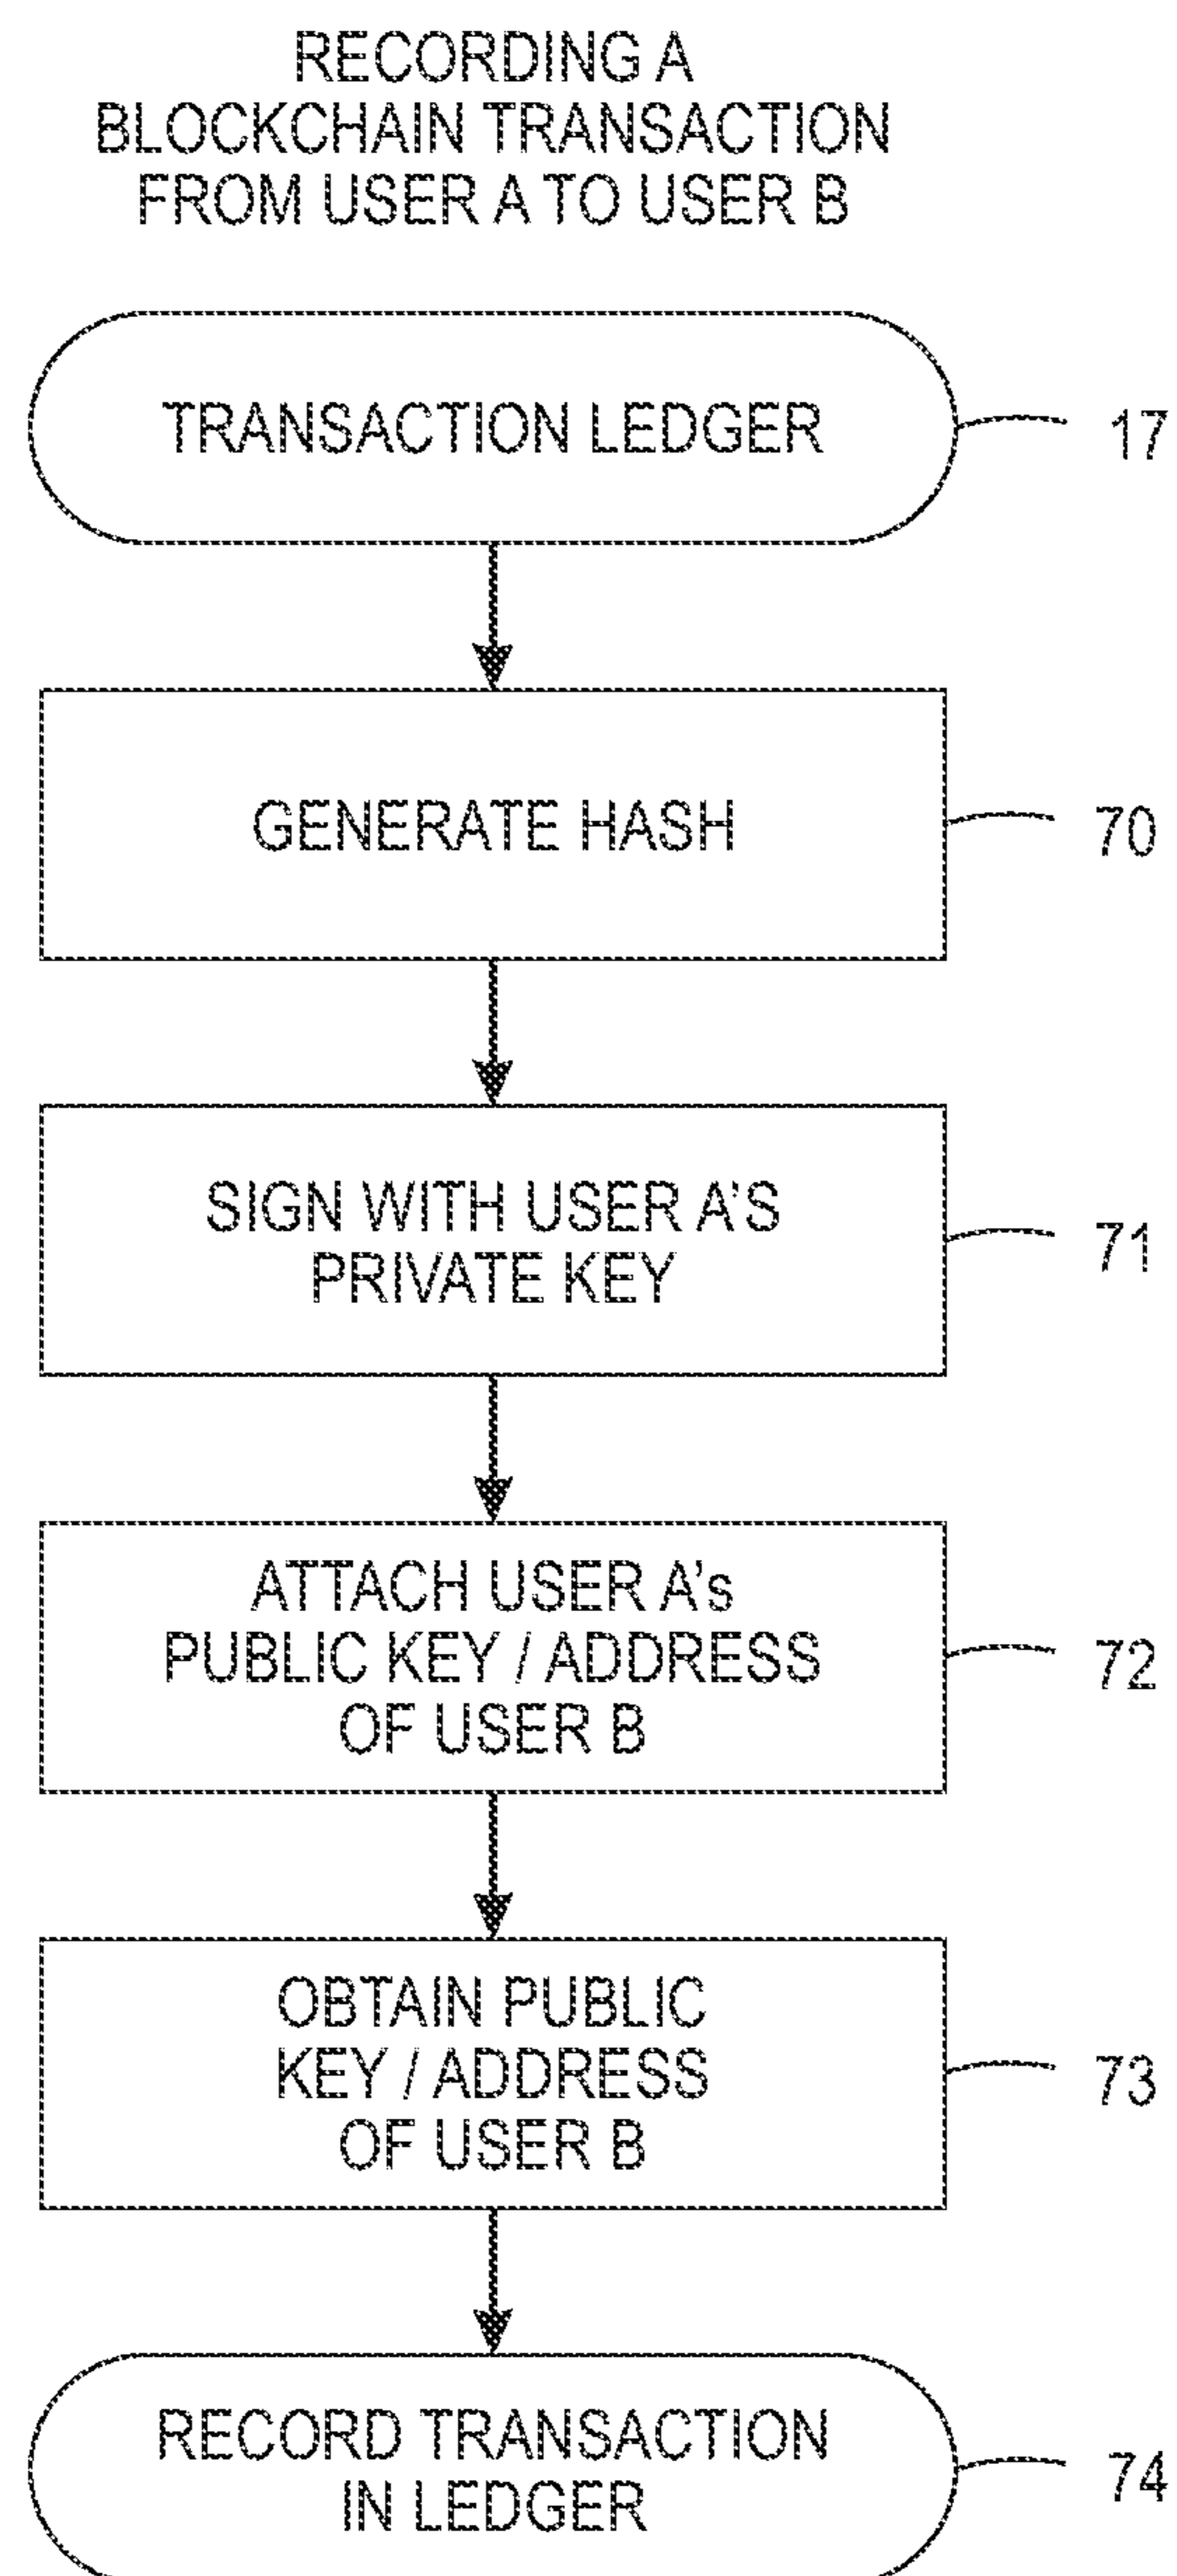 RECORDING A
BLOCKCHAIN TRANSACTION
FROM USER A TO USER B
TRANSACTION LEDGER
17
GENERATE HASH
70
SIGN WITH USER A'S
PRIVATE KEY
71
ATTACH USER A's
PUBLIC KEY / ADDRESS
OF USER B
72
OBTAIN PUBLIC
KEY / ADDRESS
OF USER B
73
RECORD TRANSACTION
IN LEDGER
74